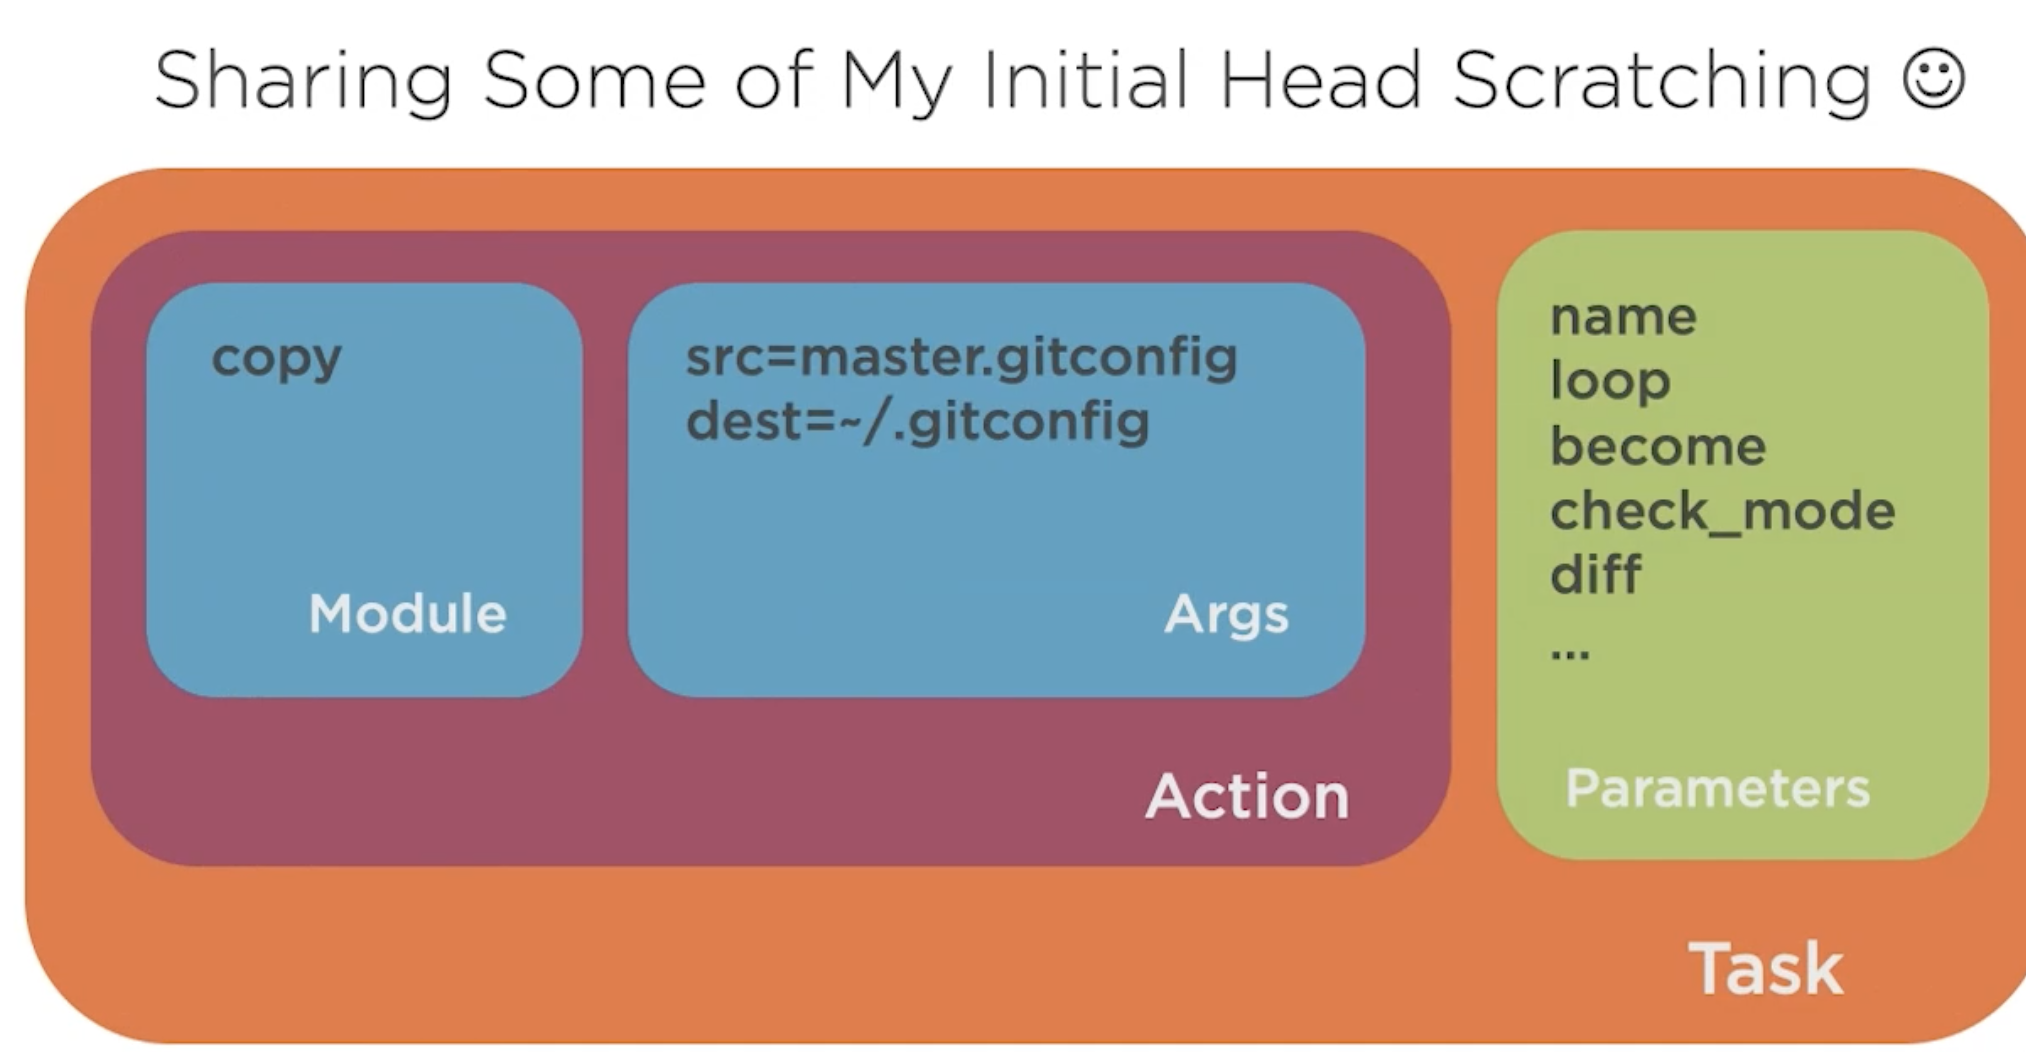 Sharing Some of My Initial Head Scratching ☺
copy
Module
src=master.gitconfig
dest=~/.gitconfig
Args
Action
name
loop
become
check_mode
diff
...
Parameters
Task